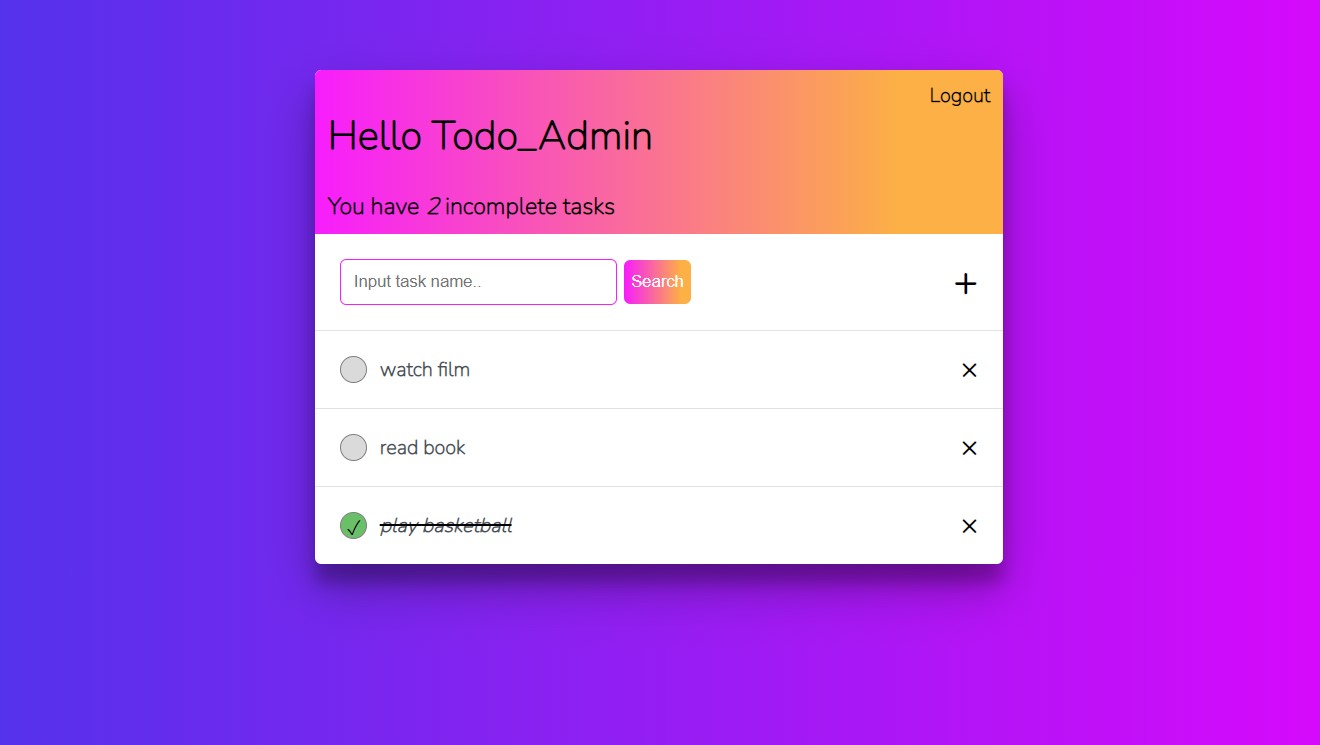 Logout
Hello Todo_Admin
You have 2 incomplete tasks
Input task name..
Search
+
watch film ×
read book ×
✓ play basketball ×